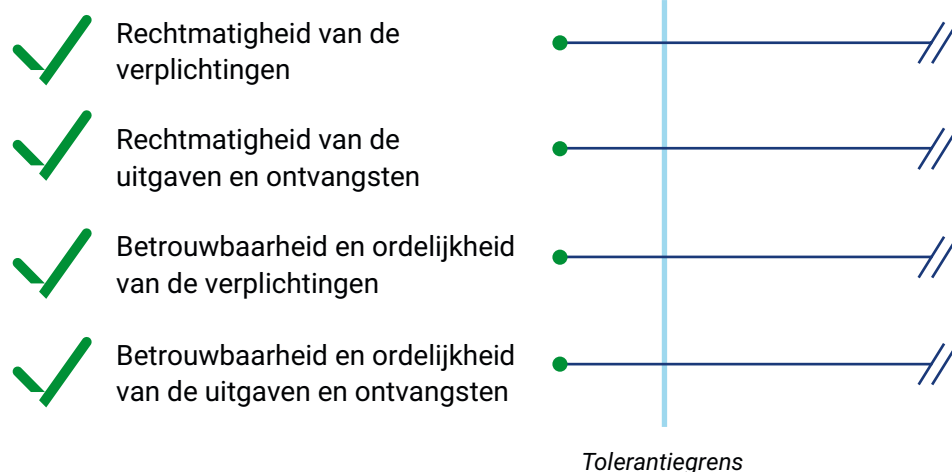 Rechtmatigheid van de
verplichtingen
Rechtmatigheid van de
uitgaven en ontvangsten
Betrouwbaarheid en ordelijkheid
van de verplichtingen
Betrouwbaarheid en ordelijkheid
van de uitgaven en ontvangsten
Tolerantiegrens